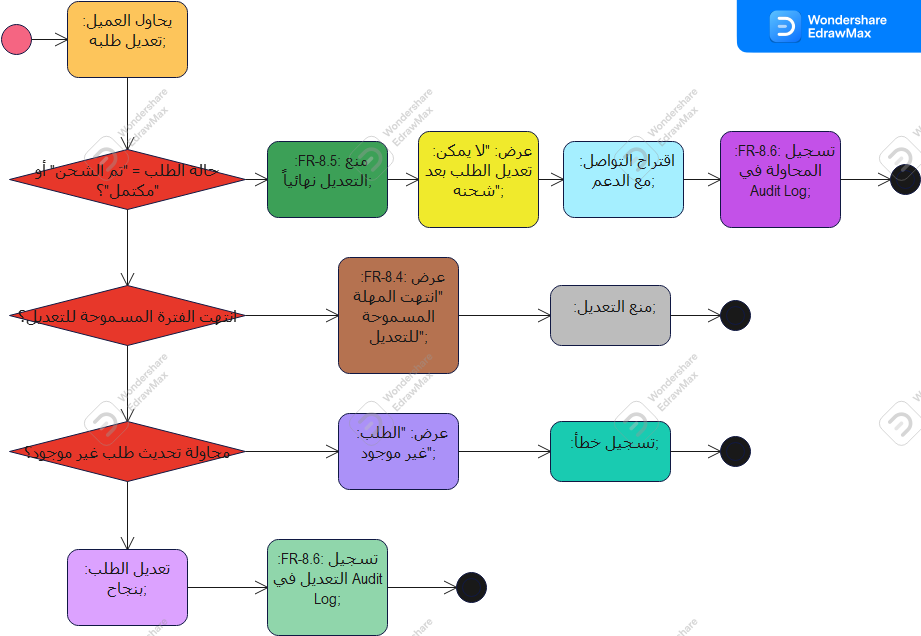 Wondershare
EdrawMax
يحاول العميل:
تعديل طلبه;
حالة الطلب = "تم الشحن" أو
"مكتمل"؟
:FR-8.5: منع
التعديل نهائياً;
عرض: "لا يمكن:
تعديل الطلب بعد
شحنه";
اقتراح التواصل:
مع الدعم;
:FR-8.6: تسجيل
المحاولة في
Audit Log;
انتهت الفترة المسموحة للتعديل؟
:FR-8.4: عرض
"انتهت المهلة
المسموحة
للتعديل";
:منع التعديل;
محاولة تحديث طلب غير موجود؟
عرض: "الطلب:
غير موجود";
:تسجيل خطأ;
تعديل الطلب:
بنجاح;
:FR-8.6: تسجيل
التعديل في Audit
Log;